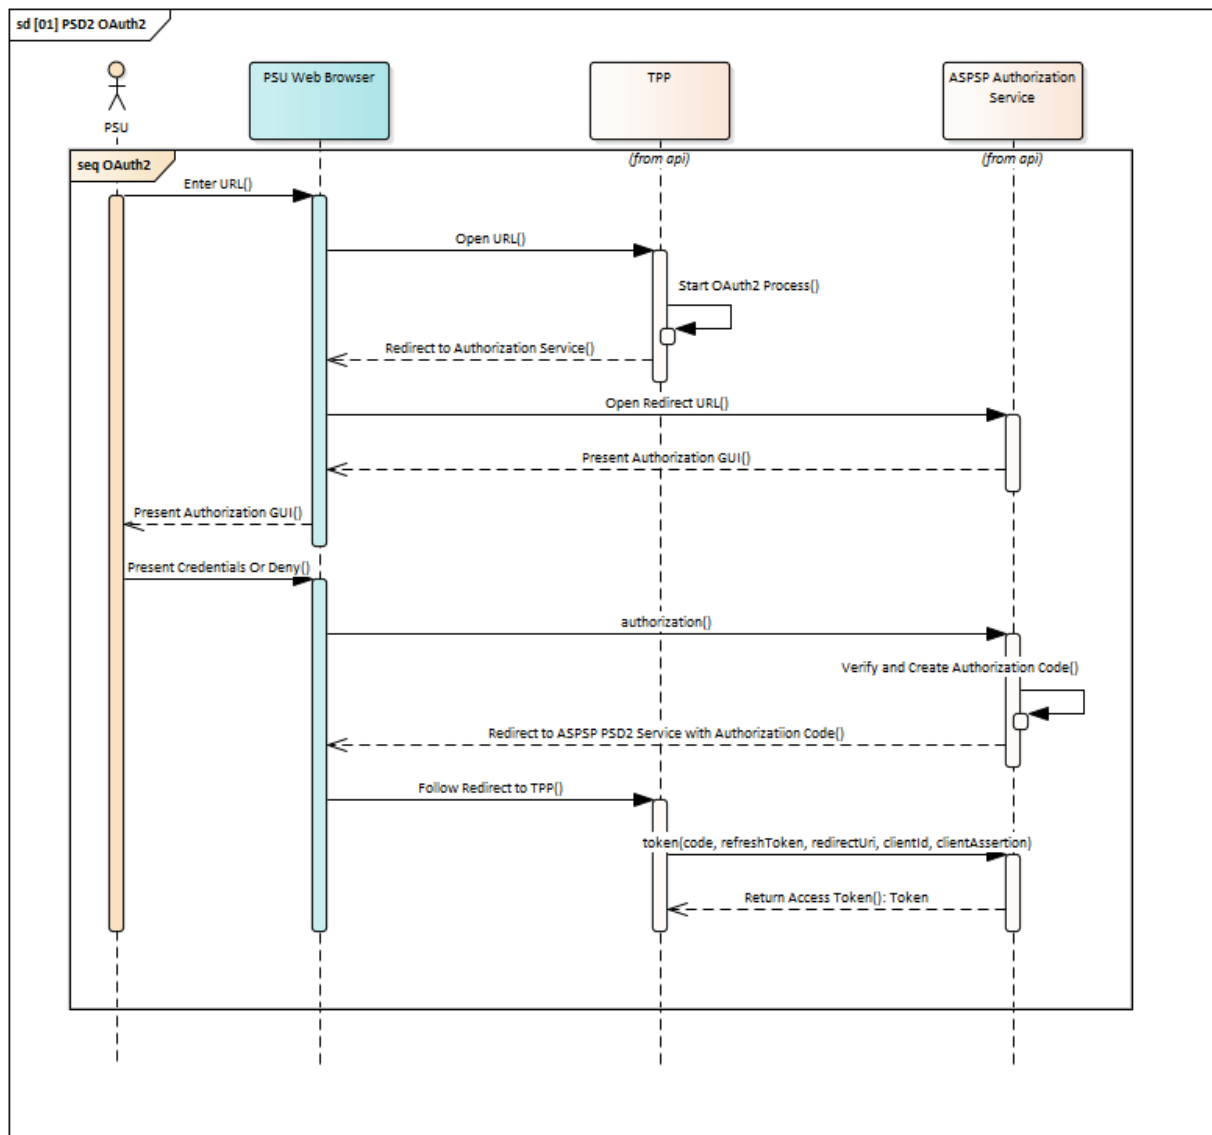 sd [01] PSD2 OAuth2
PSU
PSU Web Browser
TPP
ASPSP Authorization
Service
(from api)
(from api)
seq OAuth2
Enter URL()
Open URL()
Start OAuth2 Process()
Redirect to Authorization Service()
Open Redirect URL()
Present Authorization GUI()
Present Authorization GUI()
Present Credentials Or Deny()
authorization()
Verify and Create Authorization Code()
Redirect to ASPSP PSD2 Service with Authorizatiion Code()
Follow Redirect to TPP()
token(code, refreshToken, redirectUri, clientId, clientAssertion)
Return Access Token(): Token